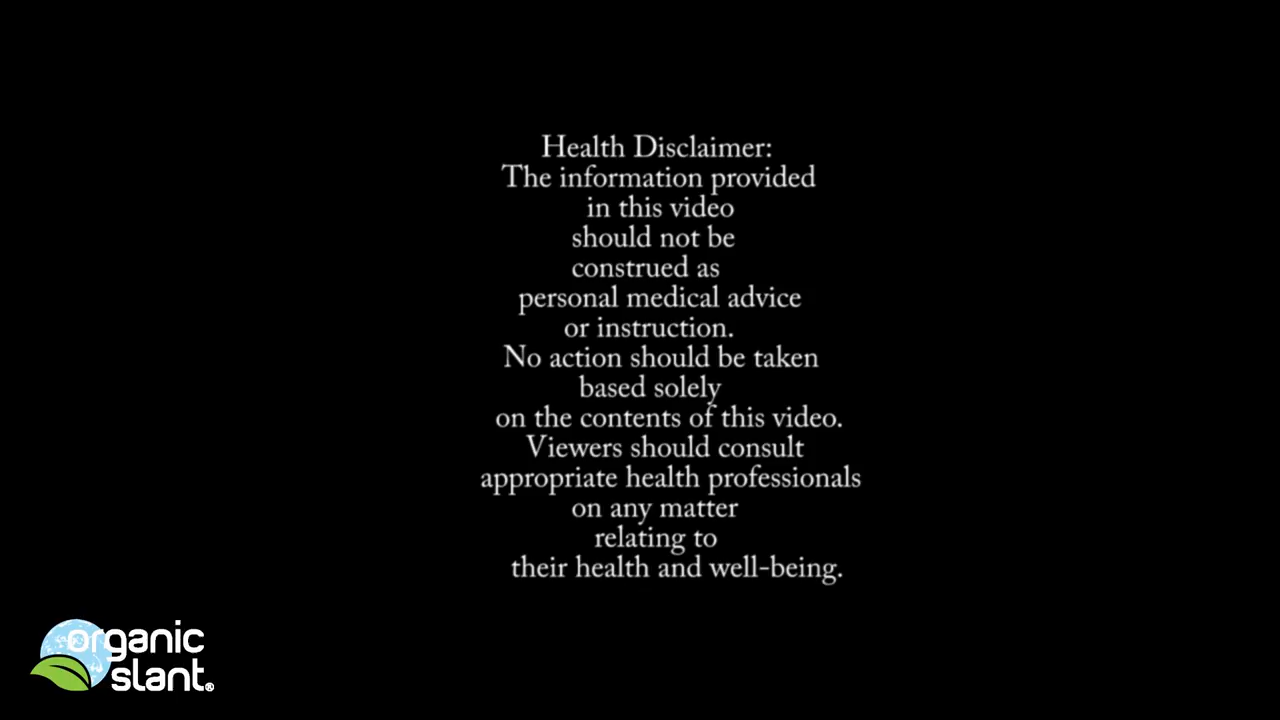 Health Disclaimer:
The information provided
in this video
should not be
construed as
personal medical advice
or instruction.
No action should be taken
based solely
on the contents of this video.
Viewers should consult
appropriate health professionals
on any matter
relating to
their health and well-being.
organic
slant®